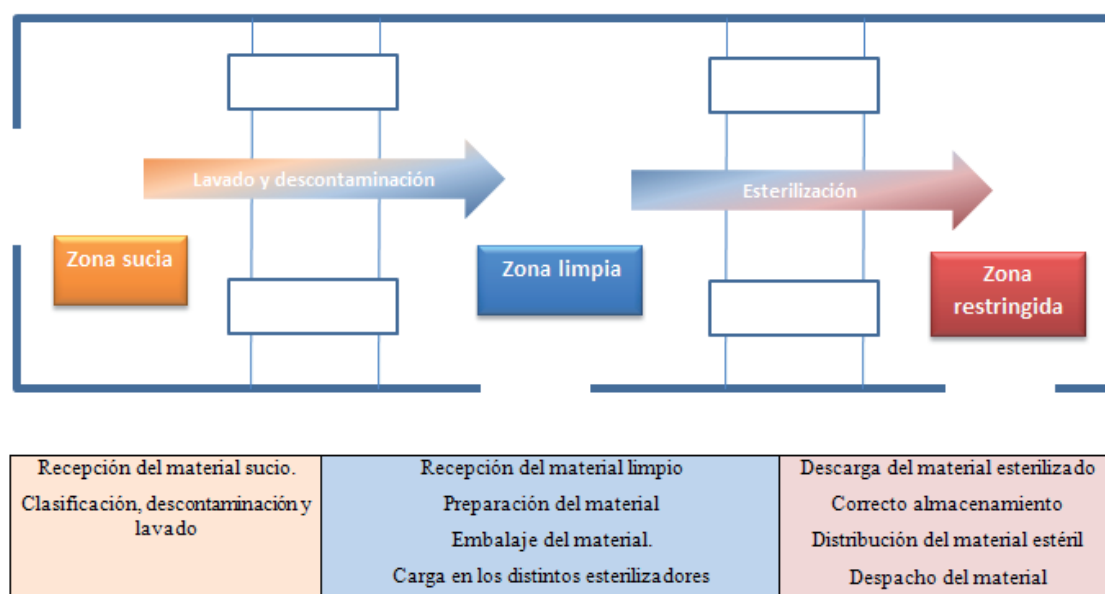 Lavado y descontaminación
Esterilización
Zona sucia
Zona limpia
Zona
restringida
Recepción del material sucio.
Clasificación, descontaminación y
lavado
Recepción del material limpio
Preparación del material
Embalaje del material.
Carga en los distintos esterilizadores
Descarga del material esterilizado
Correcto almacenamiento
Distribución del material estéril
Despacho del material